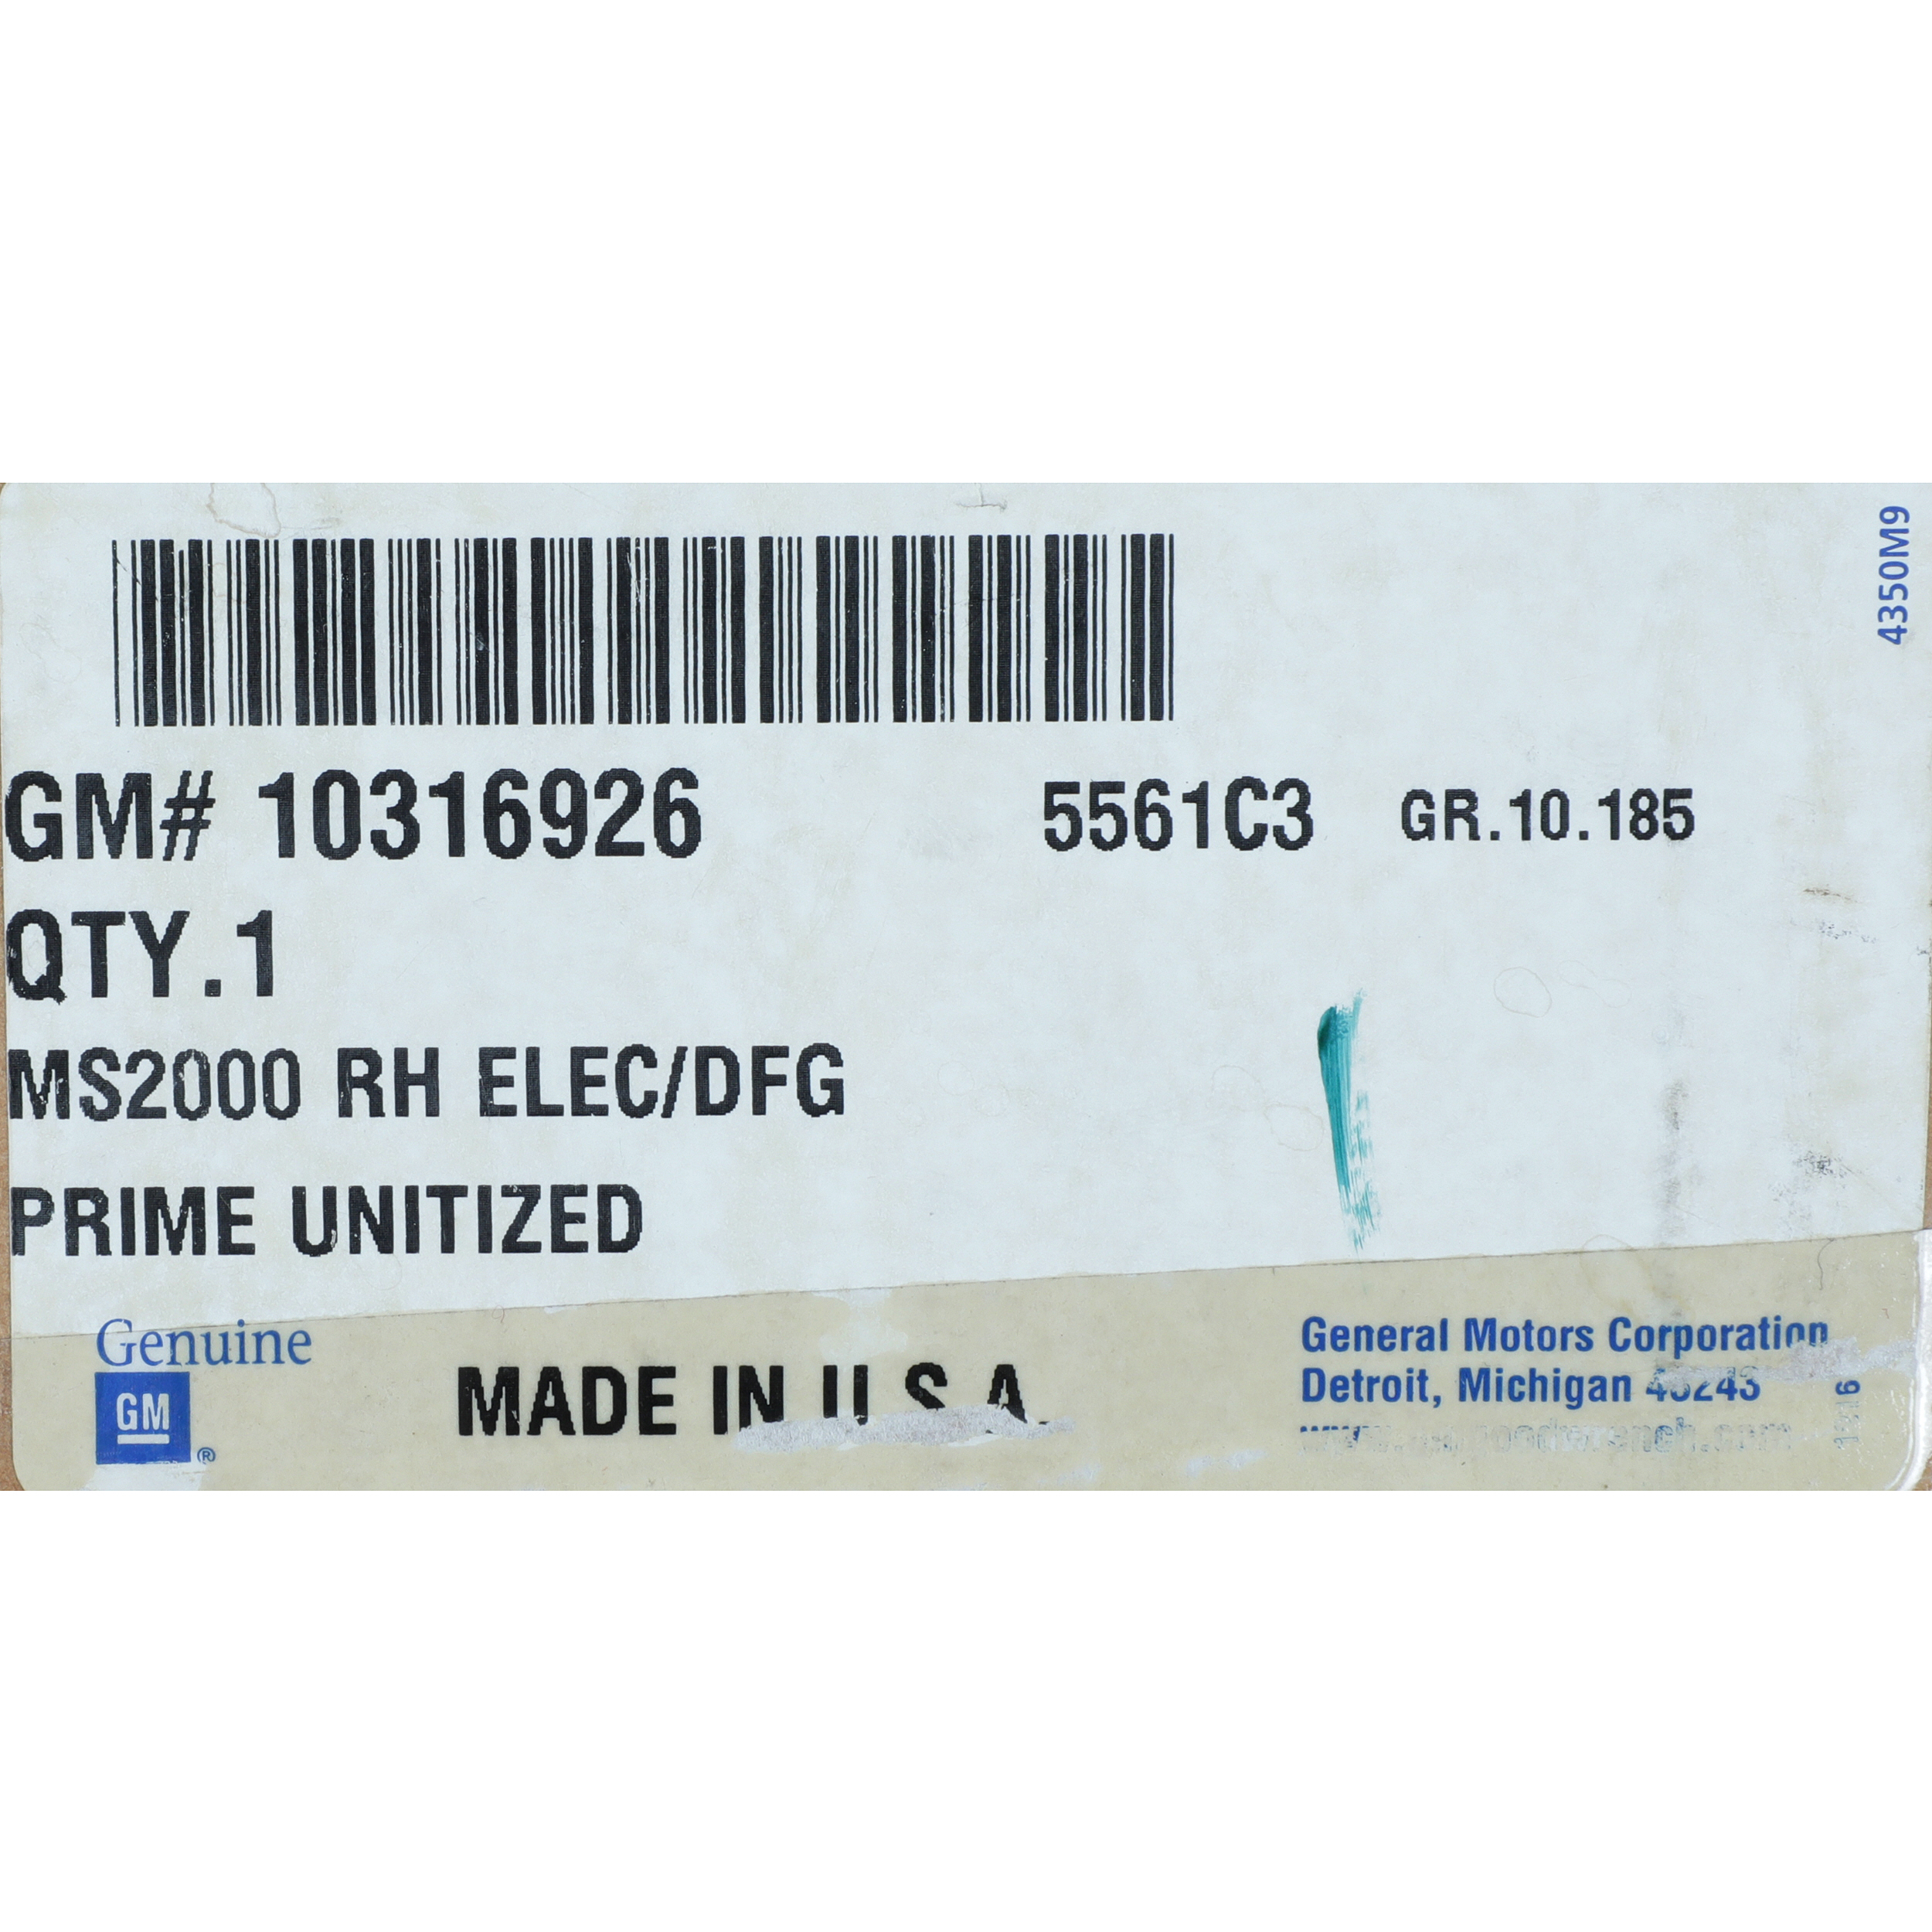 4350M9
GM# 10316926 5561C3 GR.10.185
QTY.1
MS2000 RH ELEC/DFG
PRIME UNITIZED
Genuine
GM ®
MADE IN U.S.A.
General Motors Corporation
Detroit, Michigan